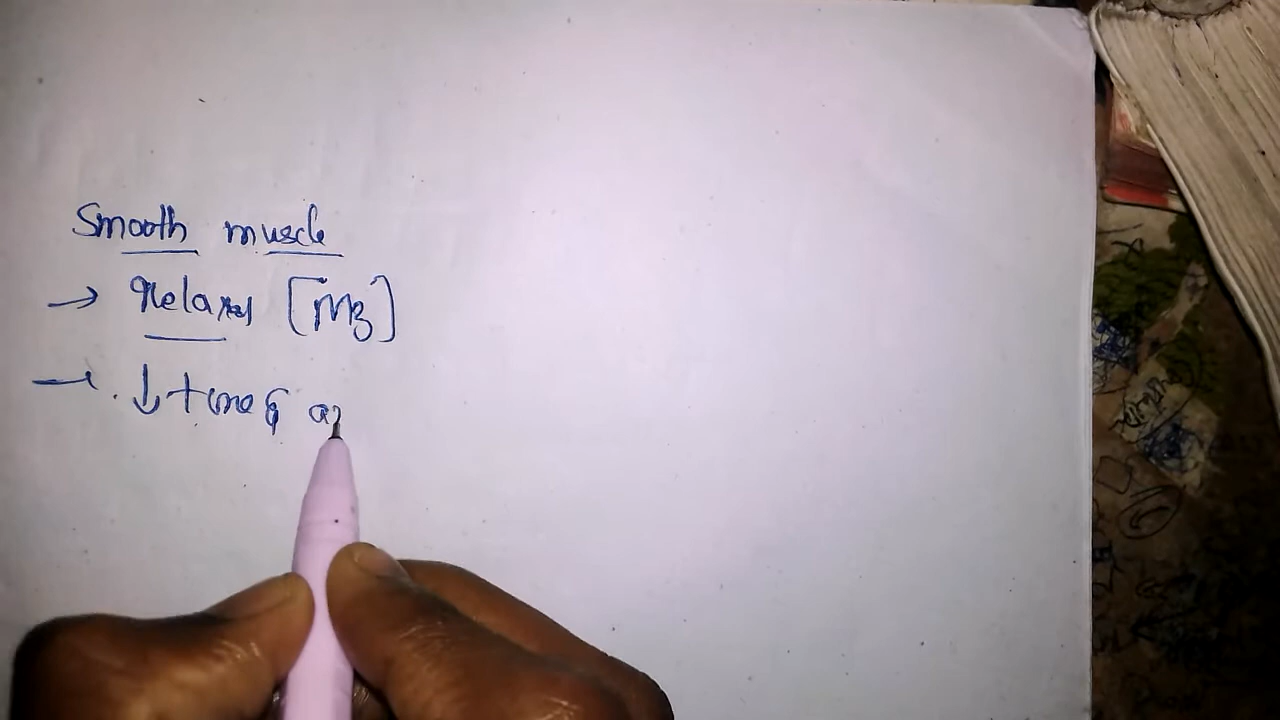 Smooth muscle
→ Relaxes [M3]
→ ↓ tone &